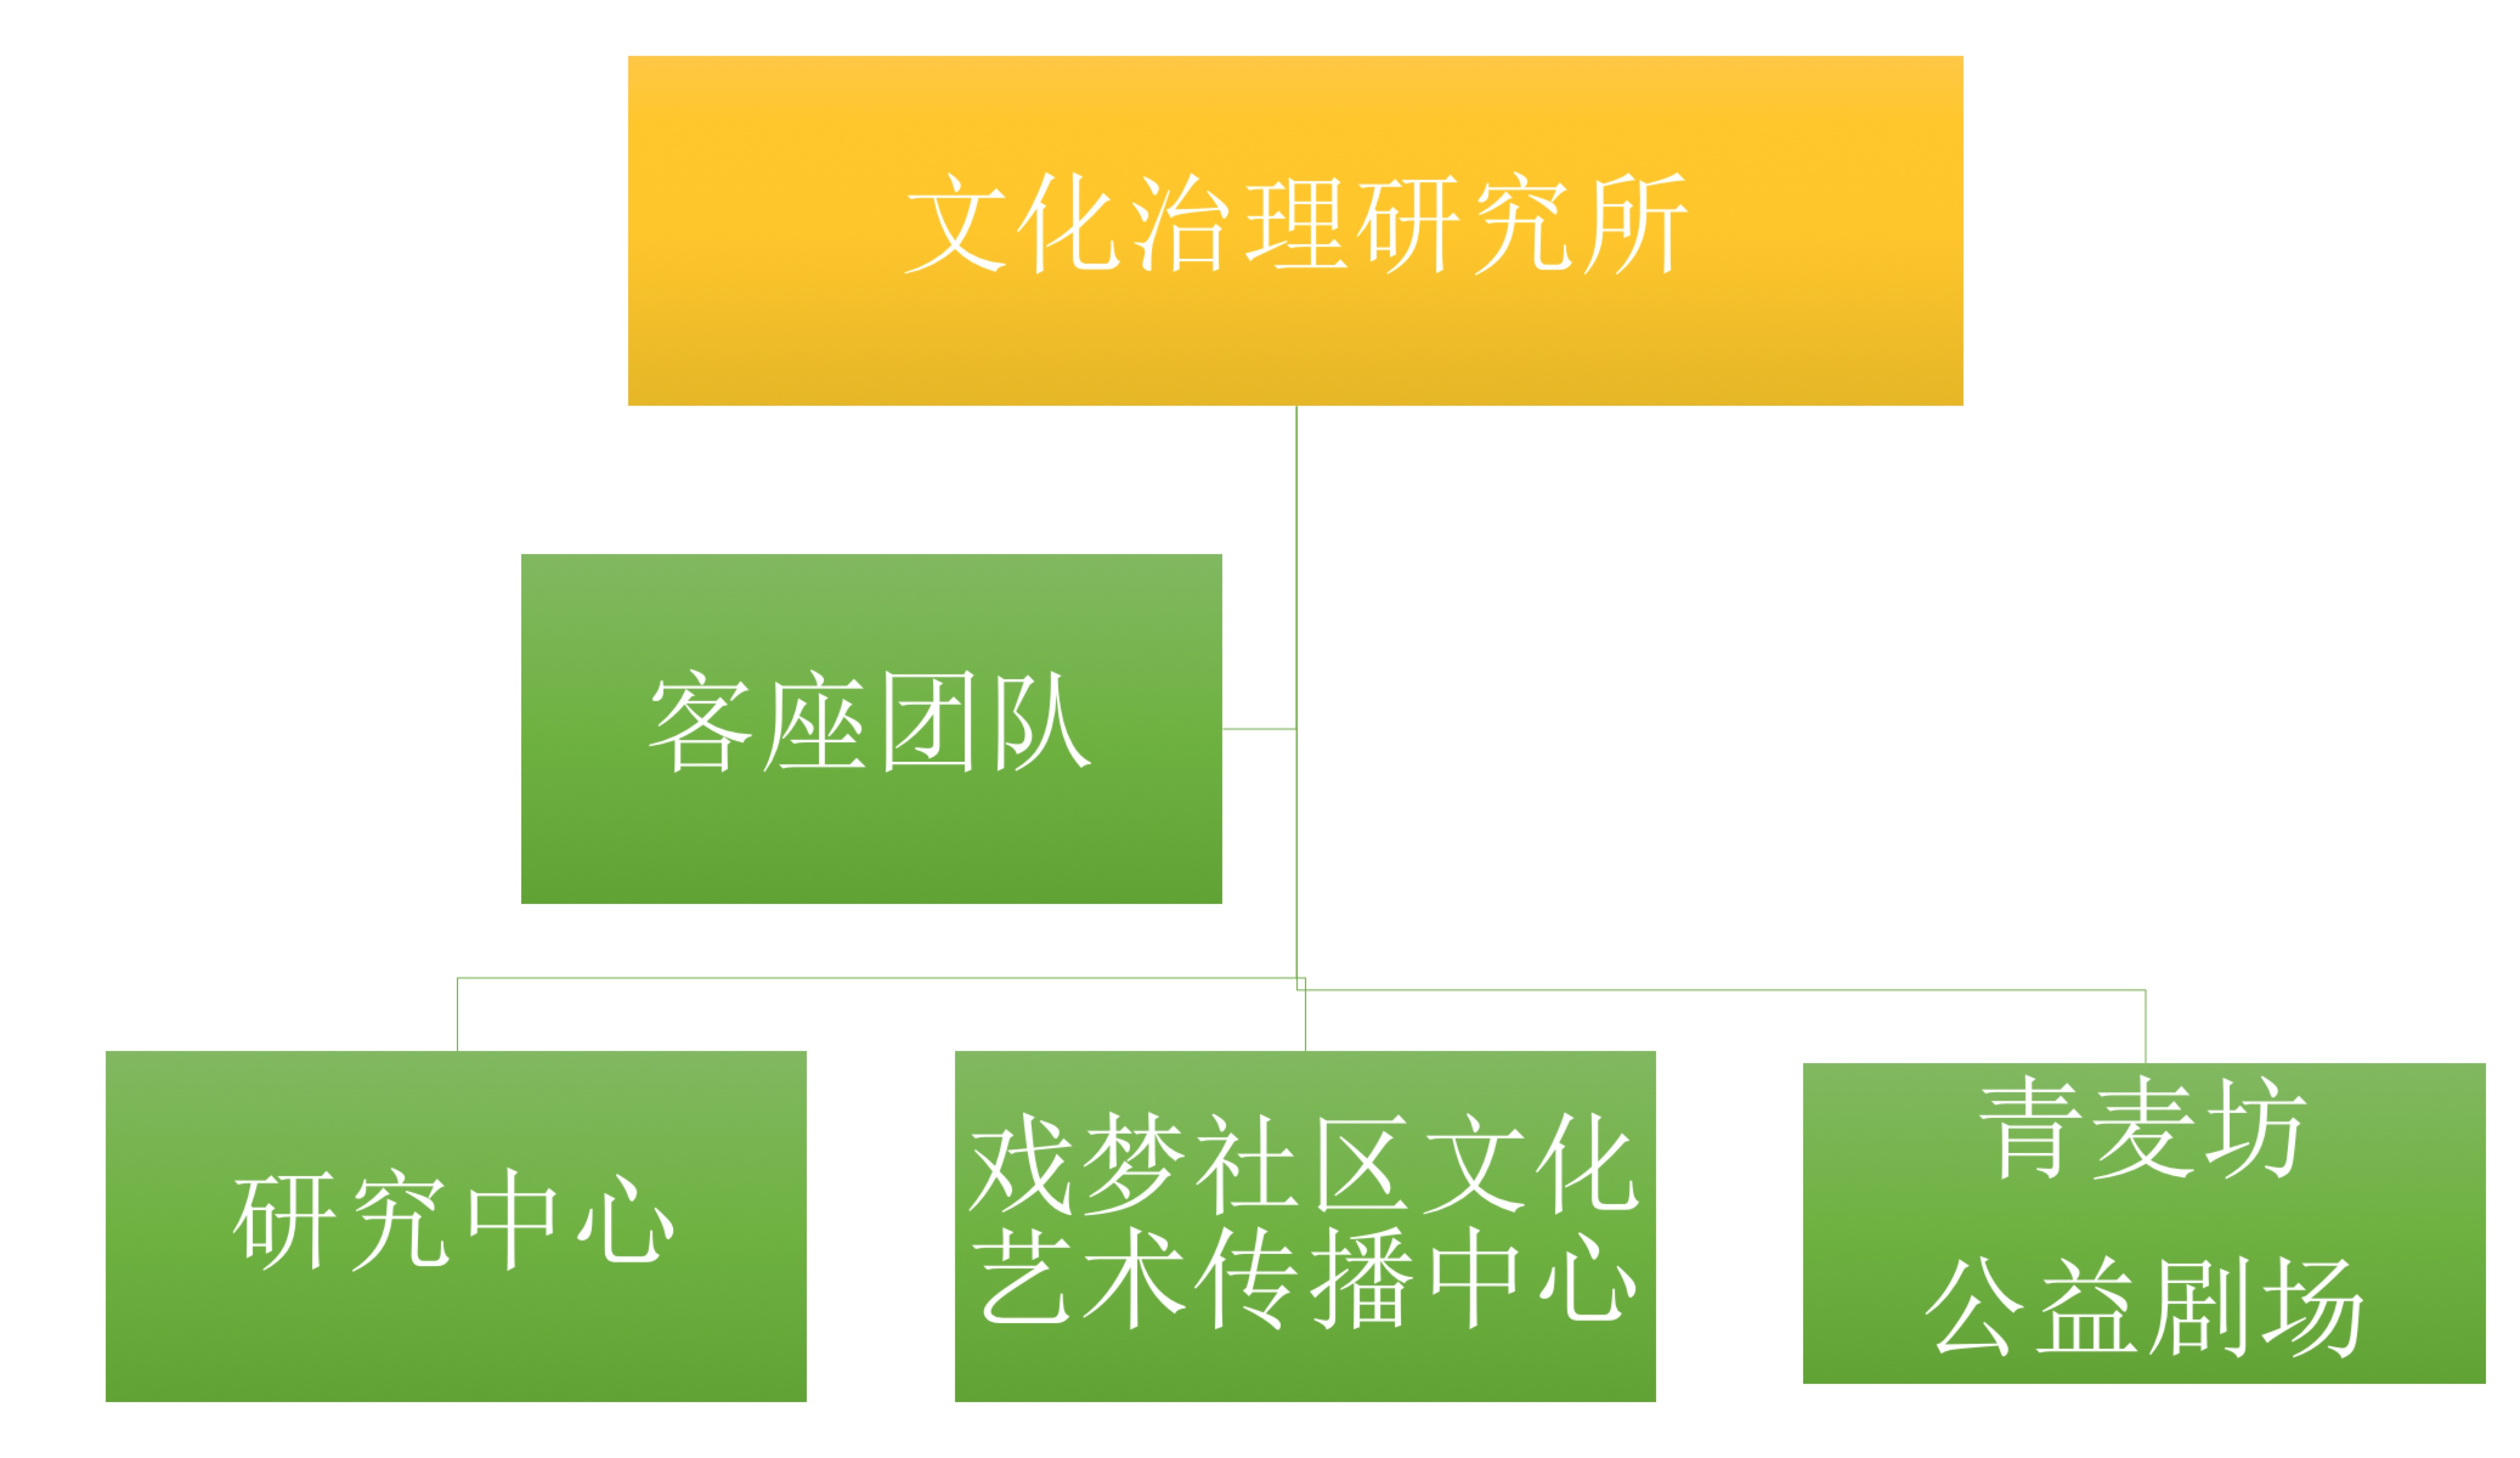 文化治理研究所
客座团队
研究中心
戏梦社区文化
艺术传播中心
青麦坊
公益剧场